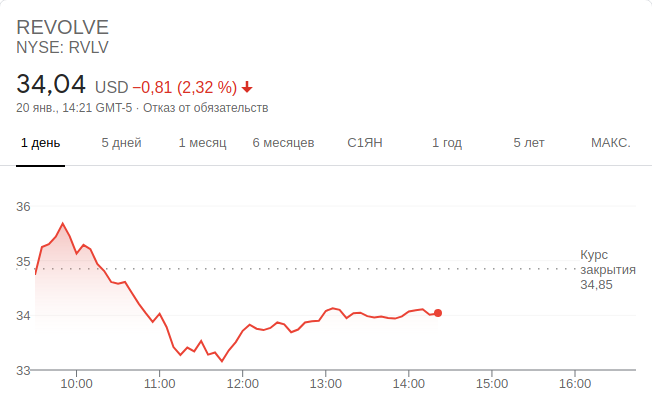 REVOLVE
NYSE: RVLV
34,04 USD −0,81 (2,32 %)
20 янв., 14:21 GMT-5 · Отказ от обязательств
1 день 5 дней 1 месяц 6 месяцев С1ЯН 1 год 5 лет МАКС.
36
35
34
33
Курс
закрытия
34,85
10:00 11:00 12:00 13:00 14:00 15:00 16:00